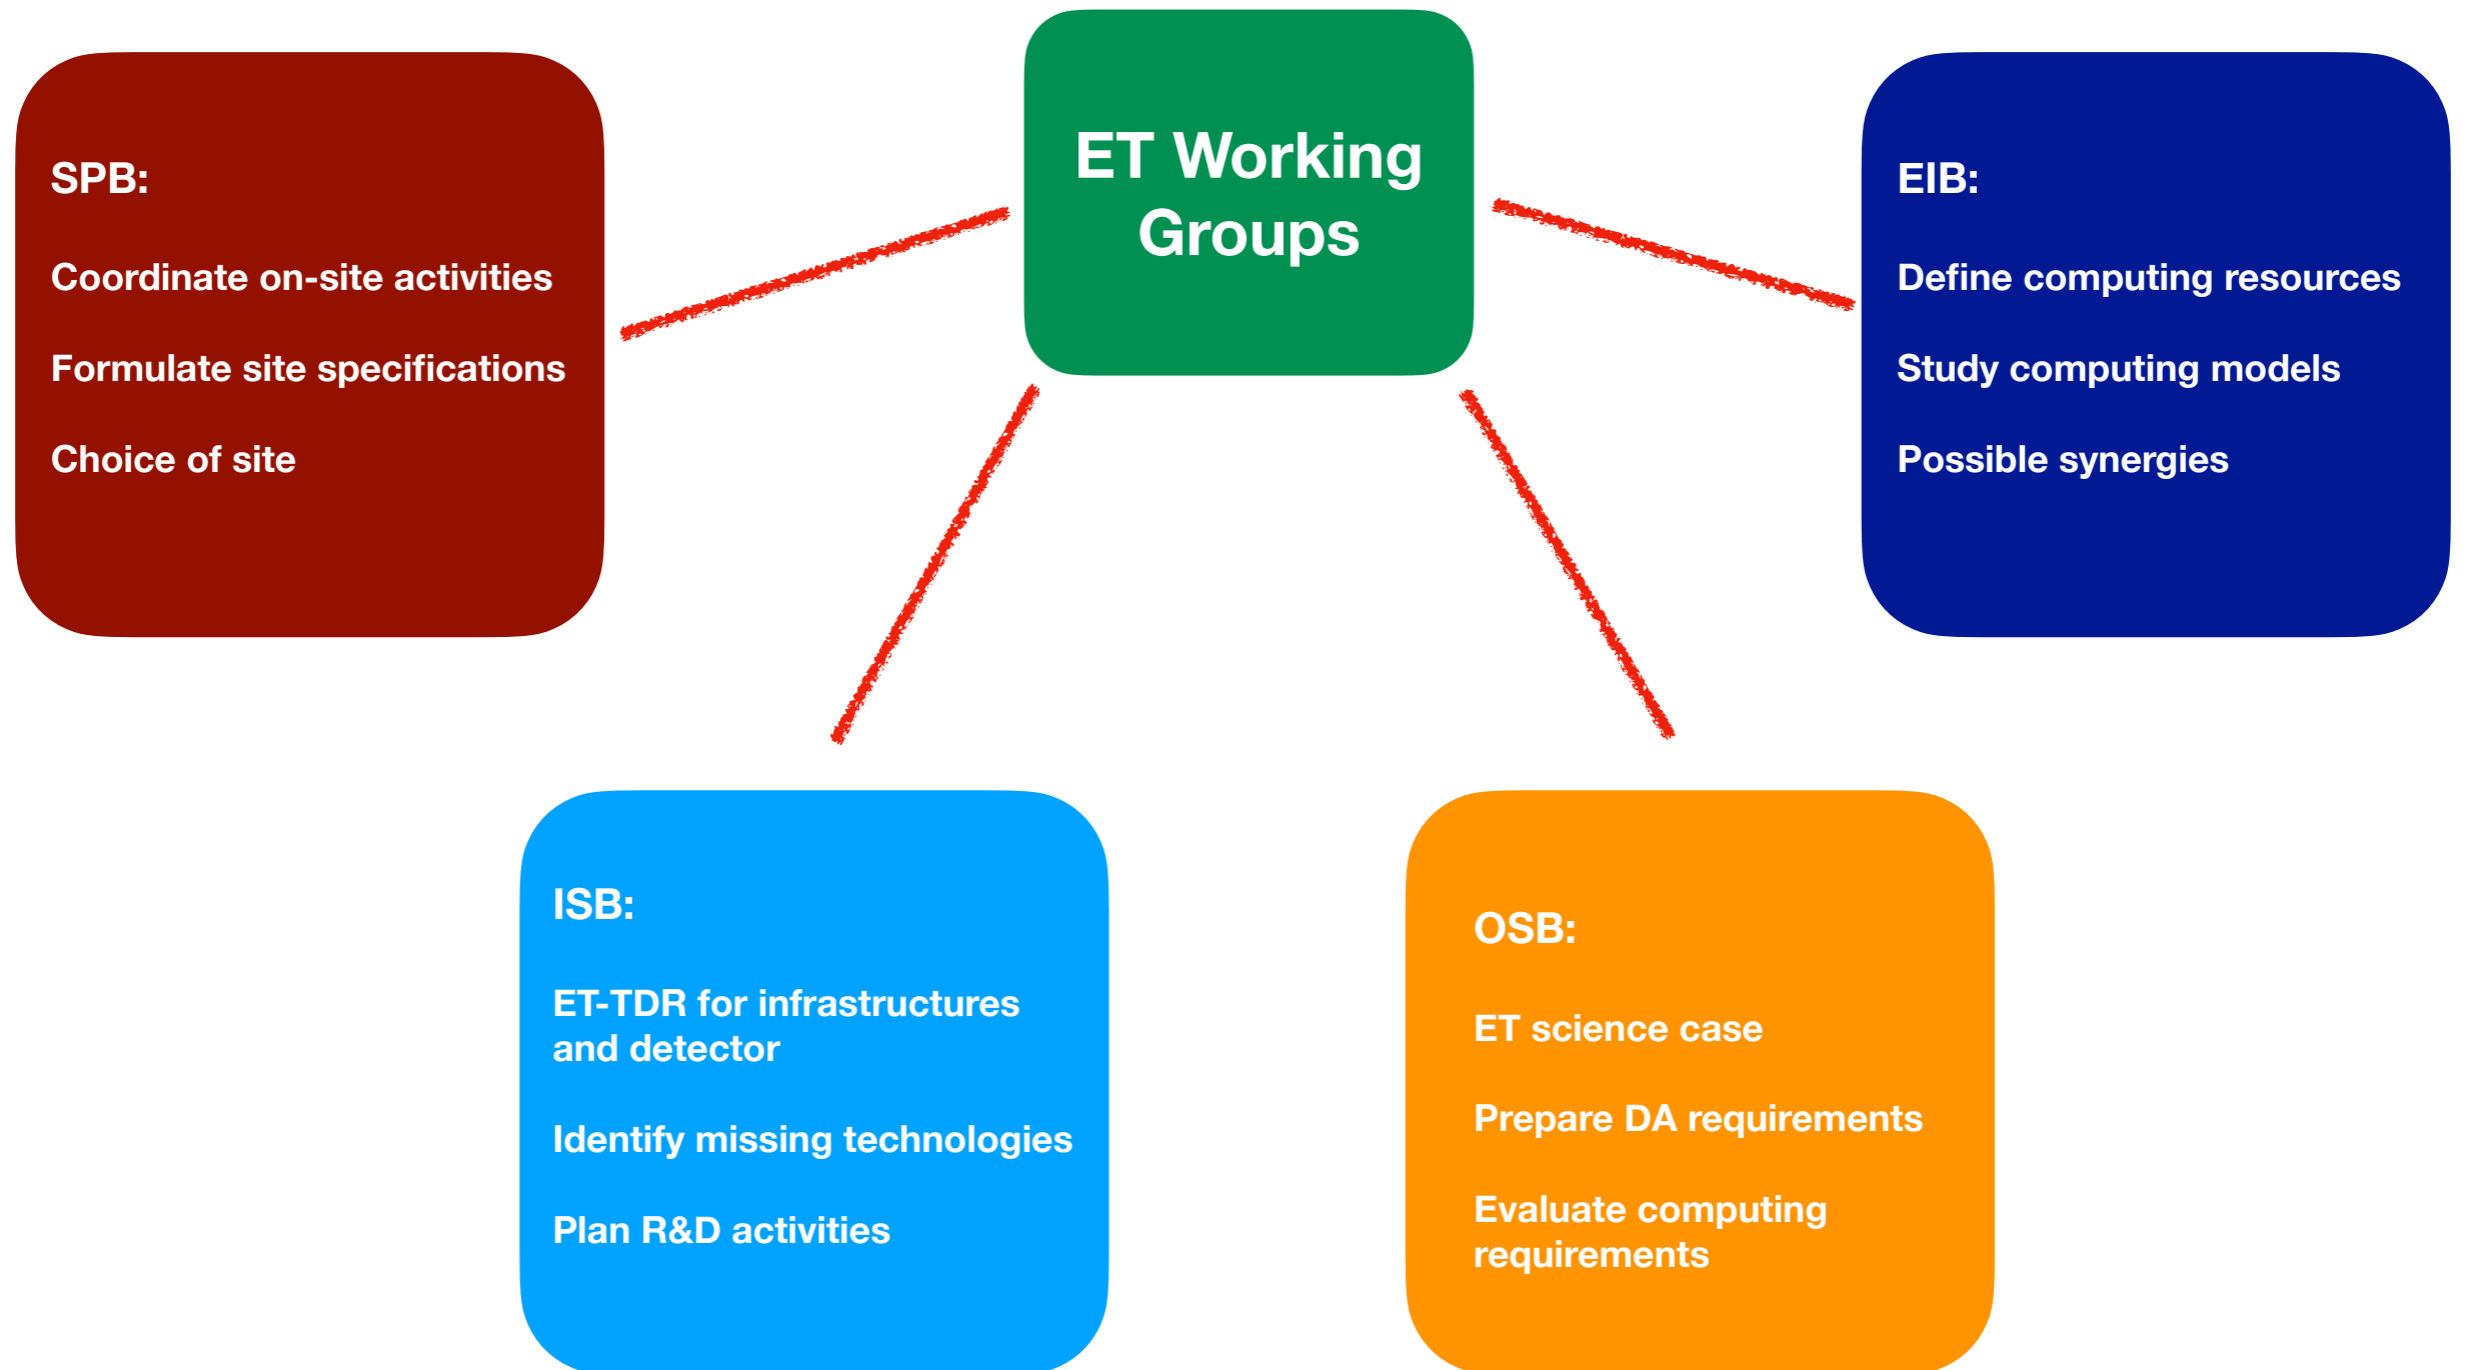 ET Working
Groups
SPB:
Coordinate on-site activities
Formulate site specifications
Choice of site
EIB:
Define computing resources
Study computing models
Possible synergies
ISB:
ET-TDR for infrastructures
and detector
Identify missing technologies
Plan R&D activities
OSB:
ET science case
Prepare DA requirements
Evaluate computing
requirements